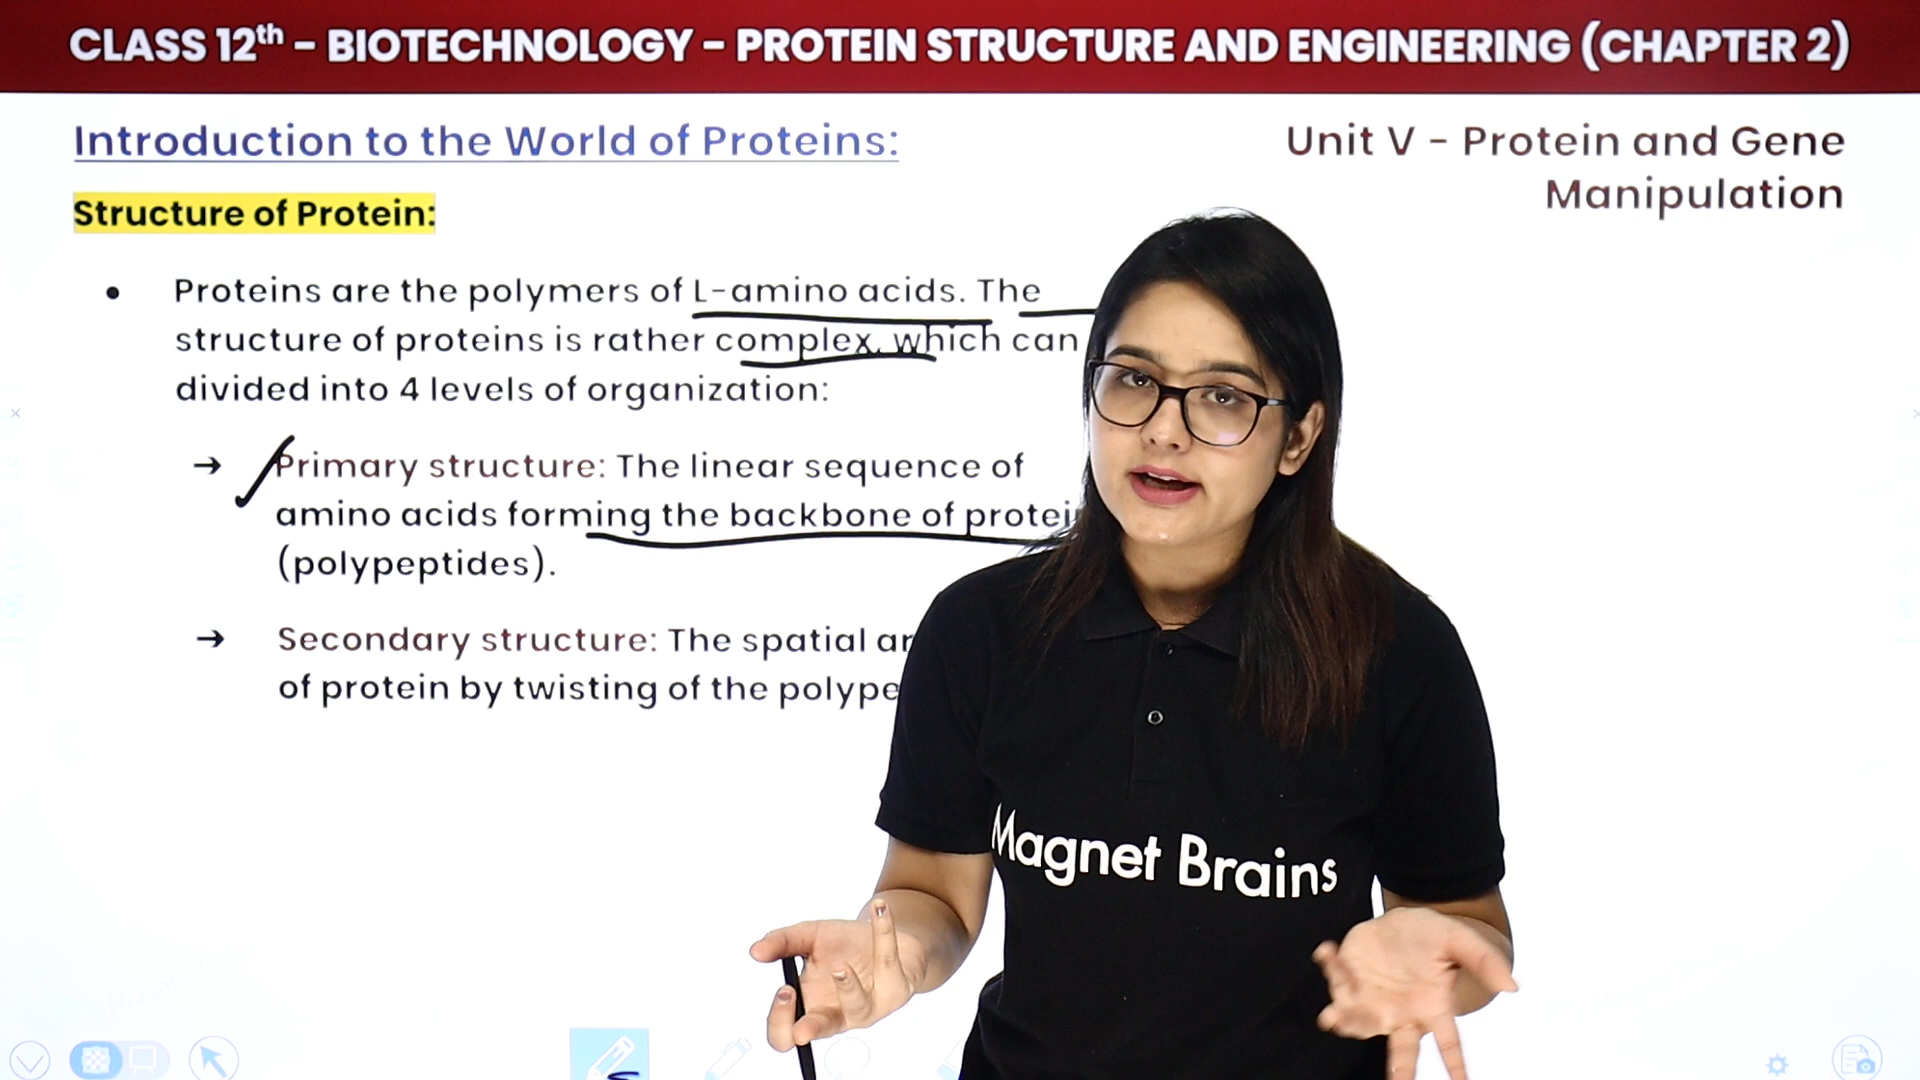 CLASS 12th – BIOTECHNOLOGY – PROTEIN STRUCTURE AND ENGINEERING (CHAPTER 2)
Introduction to the World of Proteins:
Unit V – Protein and Gene
Manipulation
Structure of Protein:
• Proteins are the polymers of L-amino acids. The
structure of proteins is rather complex, which can
divided into 4 levels of organization:
→ Primary structure: The linear sequence of
amino acids forming the backbone of
(polypeptides).
→ Secondary structure: The spatial
of protein by twisting of the
Magnet Brains